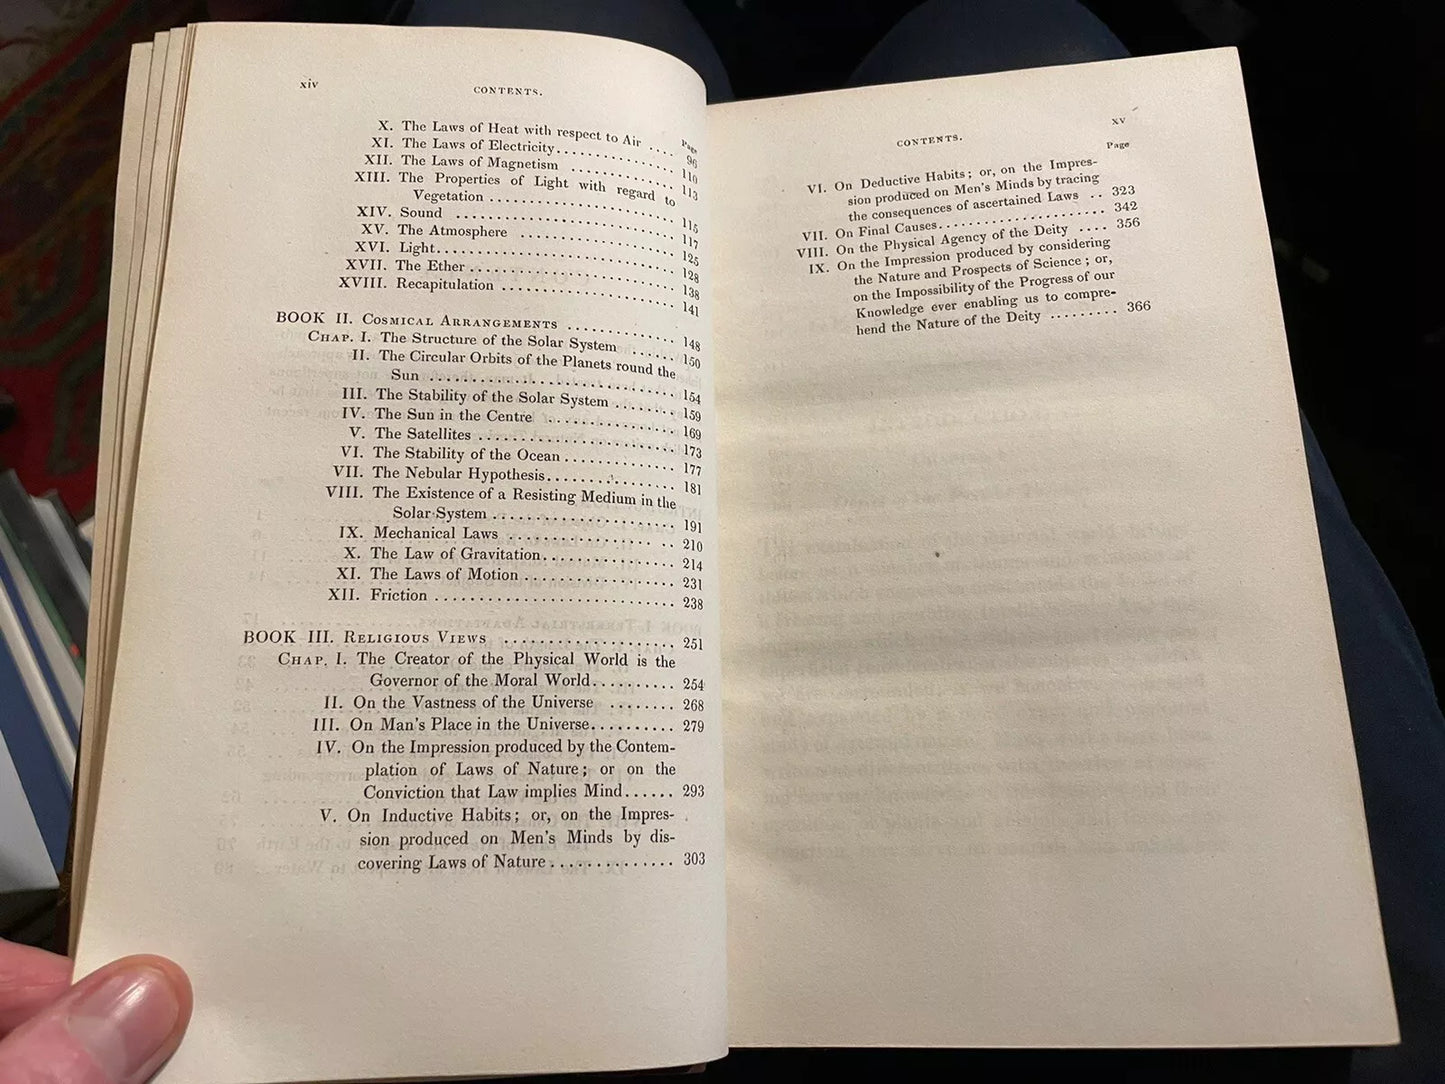 xiv
CONTENTS.
Page
X. The Laws of Heat with respect to Air .... 96
XI. The Laws of Electricity................ 110
XII. The Laws of Magnetism .............. 113
XIII. The Properties of Light with regard to
Vegetation ......................... 115
XIV. Sound ............................. 117
XV. The Atmosphere .................... 125
XVI. Light............................... 128
XVII. The Ether ......................... 138
XVIII. Recapitulation .................... 141
BOOK II. COSMICAL ARRANGEMENTS .............. 148
CHAP. I. The Structure of the Solar System ...... 150
II. The Circular Orbits of the Planets round the
Sun ............................... 154
III. The Stability of the Solar System ........ 159
IV. The Sun in the Centre ................ 169
V. The Satellites ....................... 173
VI. The Stability of the Ocean ............. 177
VII. The Nebular Hypothesis............... 181
VIII. The Existence of a Resisting Medium in the
Solar System ....................... 191
IX. Mechanical Laws .................... 210
X. The Law of Gravitation................ 214
XI. The Laws of Motion .................. 231
XII. Friction ............................ 238
BOOK III. RELIGIOUS VIEWS .................... 251
CHAP. I. The Creator of the Physical World is the
Governor of the Moral World.......... 254
II. On the Vastness of the Universe ........ 268
III. On Man's Place in the Universe.......... 279
IV. On the Impression produced by the Contem-
plation of Laws of Nature; or on the
Conviction that Law implies Mind...... 293
V. On Inductive Habits; or, on the Impres-
sion produced on Men's Minds by dis-
covering Laws of Nature .............. 303
xv
CONTENTS.
Page
VI. On Deductive Habits; or, on the Impres-
sion produced on Men's Minds by tracing
the consequences of ascertained Laws .. 323
VII. On Final Causes...................... 342
VIII. On the Physical Agency of the Deity .... 356
IX. On the Impression produced by considering
the Nature and Prospects of Science; or,
on the Impossibility of the Progress of our
Knowledge ever enabling us to compre-
hend the Nature of the Deity ......... 366